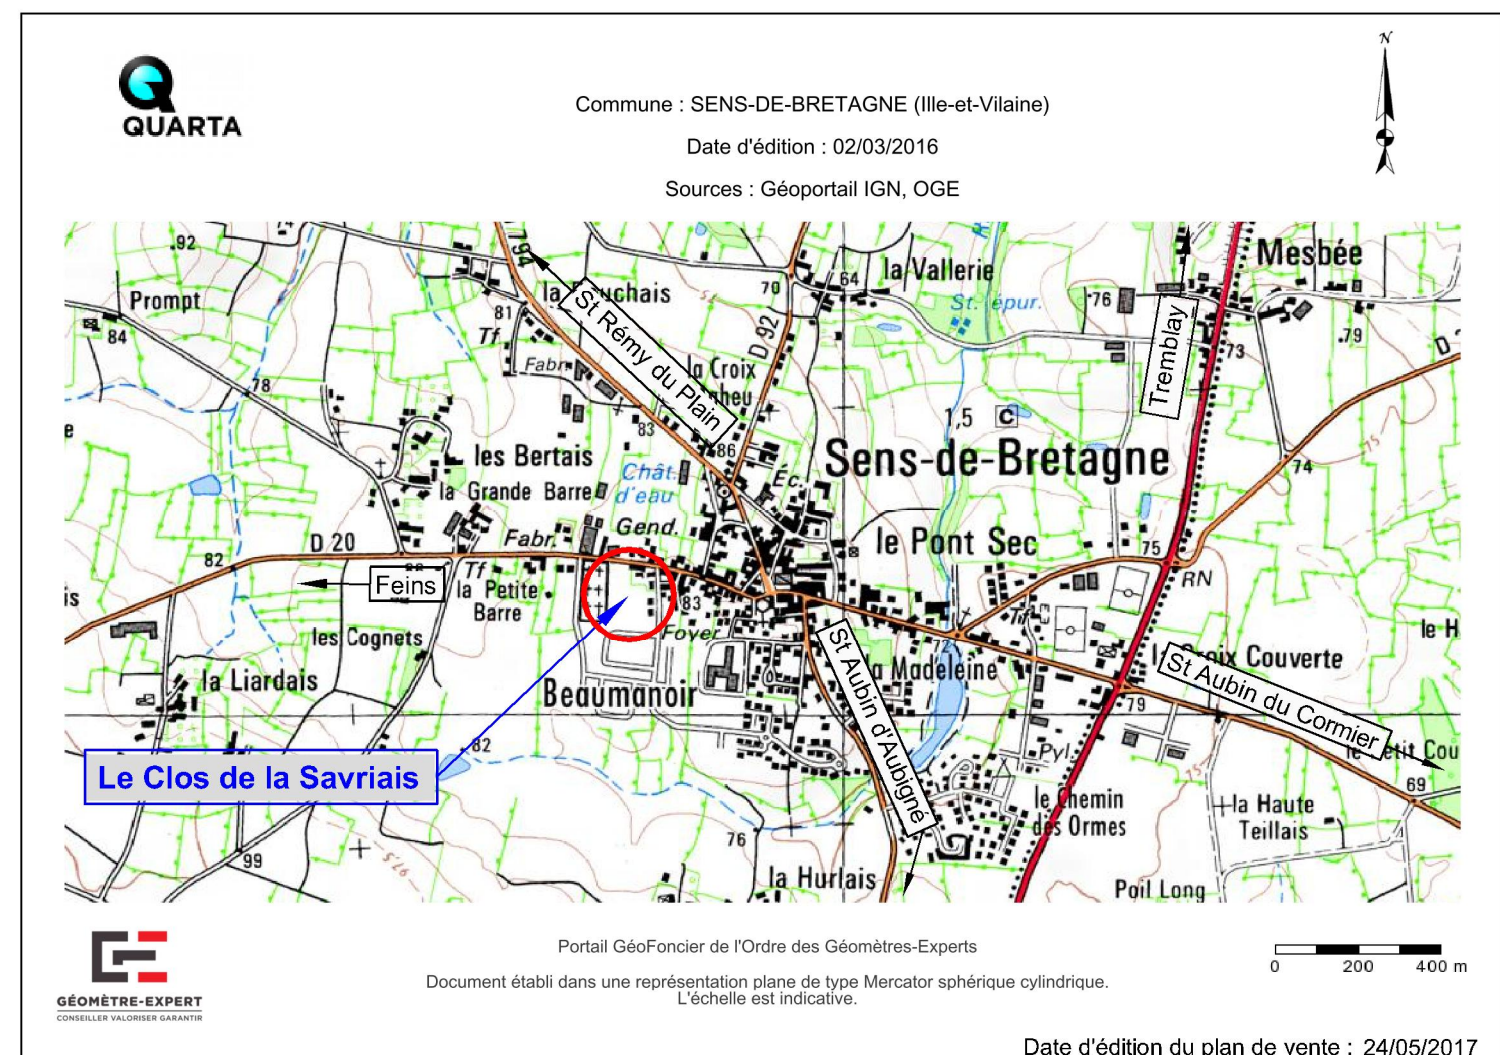 N
QUARTA
Commune : SENS-DE-BRETAGNE (Ille-et-Vilaine)
Date d'édition : 02/03/2016
Sources : Géoportail IGN, OGE
92
Mesbée
la Vallerie
64
70
Prompt
St. épur.
76
81
Tf
84
St Rémy du Plain
D 92
Tremblay
79
73
D
Fabr.
la Croix
78
1,5
C
83
86
74
75
les Bertais
Sens-de-Bretagne
Chât.
d'eau
Éc.
la Grande Barre
Gend.
Fabr.
D 20
le Pont Sec
75
82
RN
Feins
Tf
la Petite
Barre
83
Foyer
les Cognets
le H
la Liardais
St Aubin d'Aubigné
Madeleine
Croix Couverte
St Aubin du Cormier
Beaumanoir
79
82
Pyl.
Le Clos de la Savriais
75
69
le Chemin
des Ormes
la Haute
Teillais
76
99
97,5
la Hurlais
Poil Long
Portail GéoFoncier de l'Ordre des Géomètres-Experts
0 200 400 m
Document établi dans une représentation plane de type Mercator sphérique cylindrique.
L'échelle est indicative.
GÉOMÈTRE-EXPERT
CONSEILLER VALORISER GARANTIR
Date d'édition du plan de vente : 24/05/2017